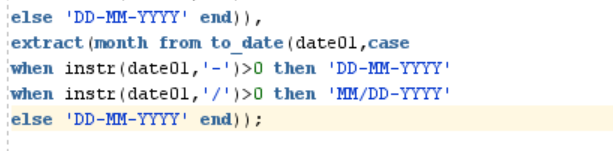 else 'DD-MM-YYYY' end)),
extract(month from to_date(date01,case
when instr(date01,'-')>0 then 'DD-MM-YYYY'
when instr(date01,'/')>0 then 'MM/DD-YYYY'
else 'DD-MM-YYYY' end));